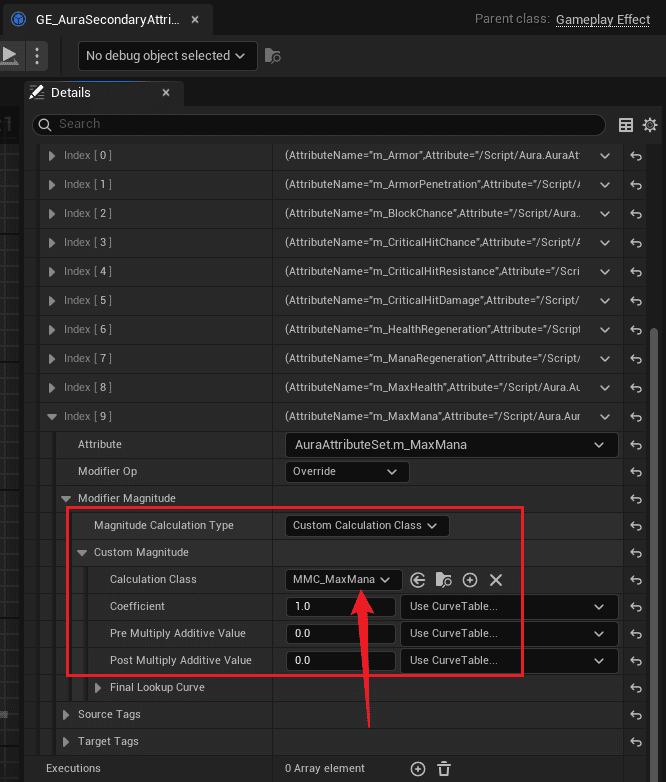 GE_AuraSecondaryAttri...
Parent class: Gameplay Effect
No debug object selected
Details
Search
Index [ 0 ] (AttributeName="m_Armor",Attribute="/Script/Aura.AuraAt
Index [ 1 ] (AttributeName="m_ArmorPenetration",Attribute="/Script/A
Index [ 2 ] (AttributeName="m_BlockChance",Attribute="/Script/Aura.
Index [ 3 ] (AttributeName="m_CriticalHitChance",Attribute="/Script/A
Index [ 4 ] (AttributeName="m_CriticalHitResistance",Attribute="/Scri
Index [ 5 ] (AttributeName="m_CriticalHitDamage",Attribute="/Script/
Index [ 6 ] (AttributeName="m_HealthRegeneration",Attribute="/Script
Index [ 7 ] (AttributeName="m_ManaRegeneration",Attribute="/Script/
Index [ 8 ] (AttributeName="m_MaxHealth",Attribute="/Script/Aura.Au
Index [ 9 ] (AttributeName="m_MaxMana",Attribute="/Script/Aura.Aur
Attribute AuraAttributeSet.m_MaxMana
Modifier Op Override
Modifier Magnitude
Magnitude Calculation Type Custom Calculation Class
Custom Magnitude
Calculation Class MMC_MaxMana
Coefficient 1.0 Use CurveTable...
Pre Multiply Additive Value 0.0 Use CurveTable...
Post Multiply Additive Value 0.0 Use CurveTable...
Final Lookup Curve
Source Tags
Target Tags
Executions 0 Array element